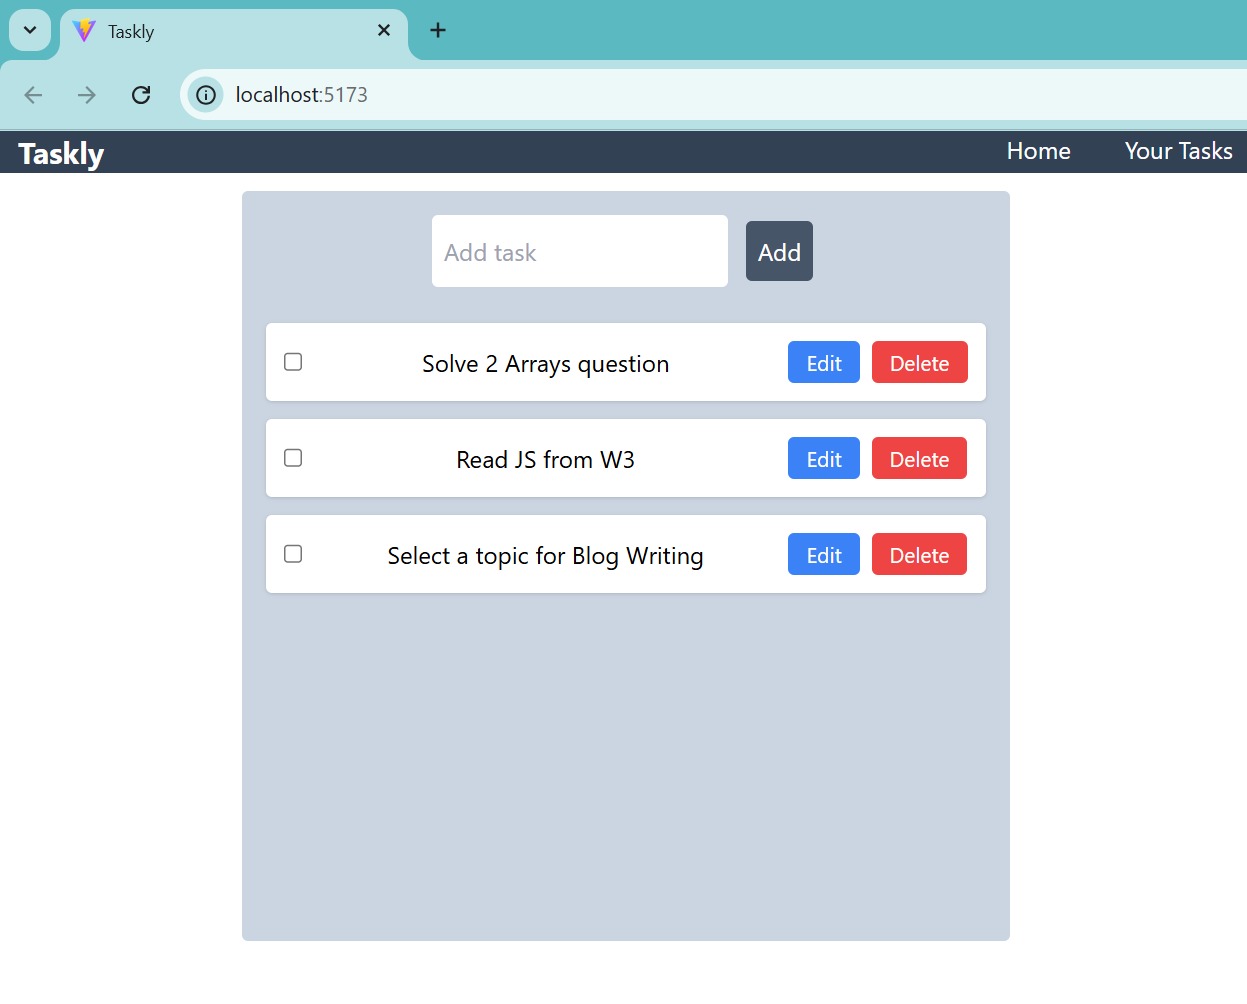 Taskly
localhost:5173
Taskly Home Your Tasks
Add task Add
Solve 2 Arrays question Edit Delete
Read JS from W3 Edit Delete
Select a topic for Blog Writing Edit Delete